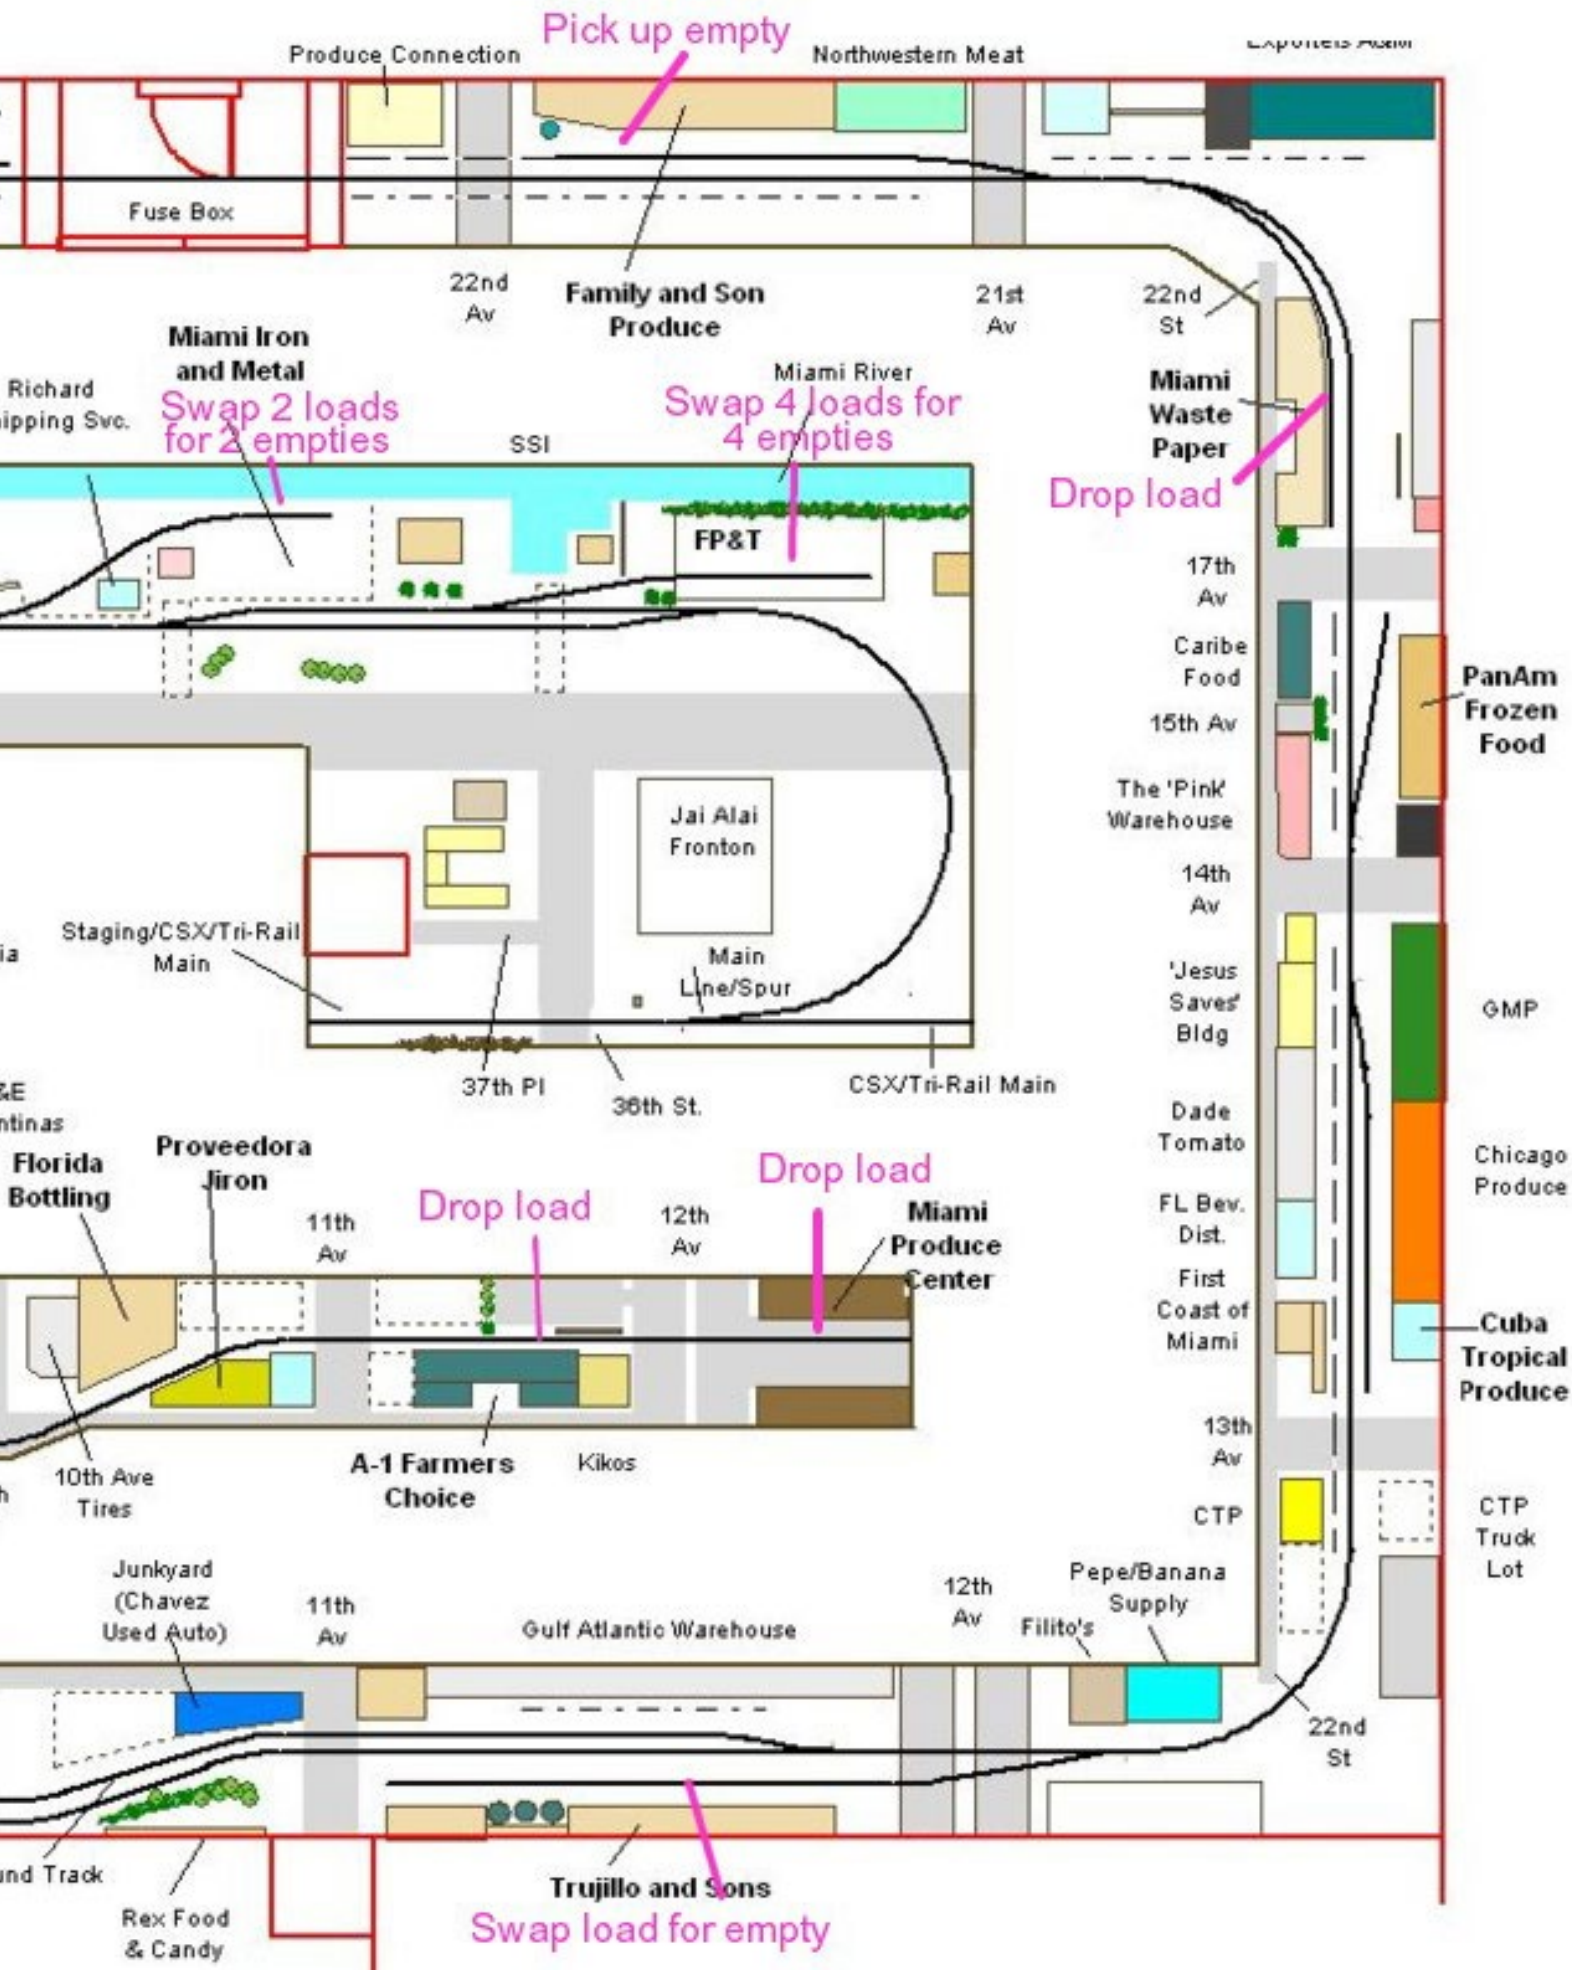 Pick up empty
Produce Connection
Northwestern Meat
Fuse Box
22nd
Av
Family and Son
Produce
21st
Av
22nd
St
Miami Iron
and Metal
Richard
Svc.
Swap 2 loads
for 2 empties
SSI
Miami River
Swap 4 loads for
4 empties
FP&T
Miami
Waste
Paper
Drop load
17th
Av
Caribe
Food
15th Av
PanAm
Frozen
Food
The 'Pink'
Warehouse
14th
Av
Jai Alai
Fronton
Staging/CSX/Tri-Rail
Main
Main
Line/Spur
'Jesus
Saves'
Bldg
GMP
37th Pl
36th St.
CSX/Tri-Rail Main
Dade
Tomato
Chicago
Produce
FL Bev.
Dist.
First
Coast of
Miami
Cuba
Tropical
Produce
Florida
Bottling
Proveedora
Jiron
11th
Av
Drop load
12th
Av
Drop load
Miami
Produce
Center
10th Ave
Tires
A-1 Farmers
Choice
Kikos
13th
Av
CTP
CTP
Truck
Lot
Junkyard
(Chavez
Used Auto)
11th
Av
Gulf Atlantic Warehouse
12th
Av
Filito's
Pepe/Banana
Supply
22nd
St
Track
Rex Food
& Candy
Trujillo and Sons
Swap load for empty